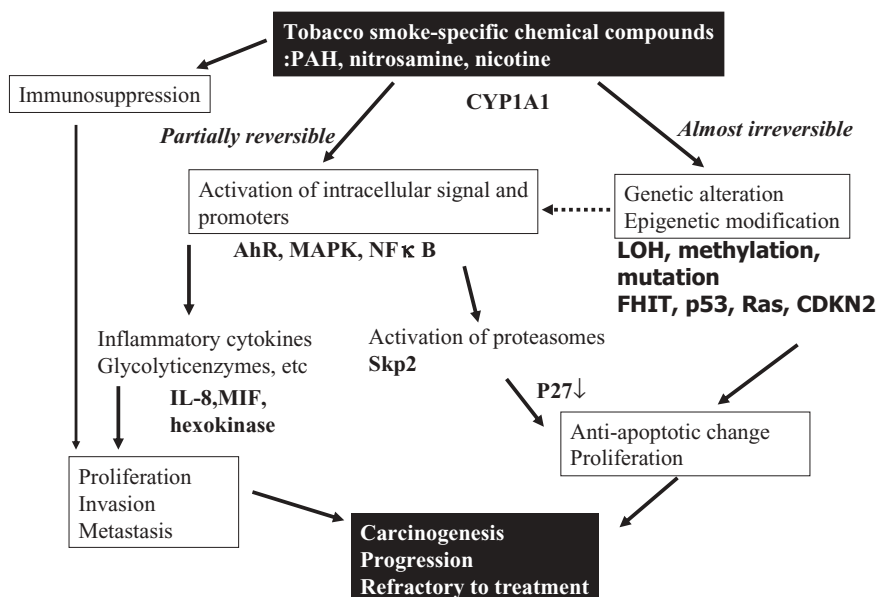 Tobacco smoke-specific chemical compounds
:PAH, nitrosamine, nicotine
Immunosuppression
CYP1A1
Partially reversible
Almost irreversible
Activation of intracellular signal and
promoters
Genetic alteration
Epigenetic modification
AhR, MAPK, NFκ B
LOH, methylation,
mutation
FHIT, p53, Ras, CDKN2
Inflammatory cytokines
Glycolyticenzymes, etc
Activation of proteasomes
Skp2
IL-8,MIF,
hexokinase
P27↓
Anti-apoptotic change
Proliferation
Proliferation
Invasion
Metastasis
Carcinogenesis
Progression
Refractory to treatment